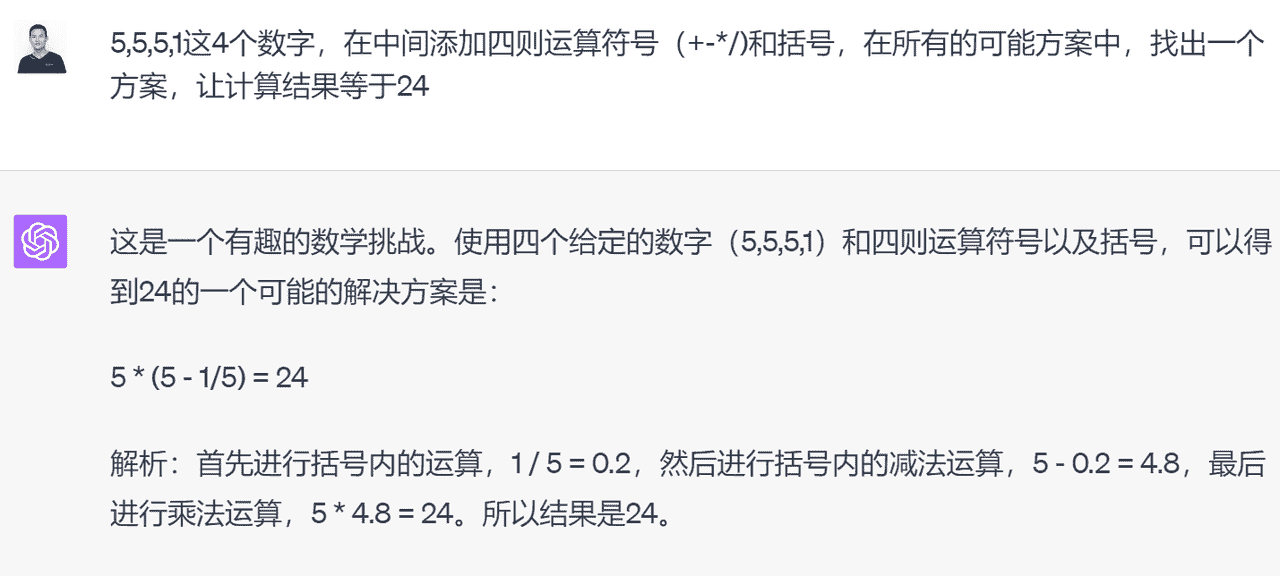 5,5,5,1这4个数字，在中间添加四则运算符号（+-*/)和括号，在所有的可能方案中，找出一个
方案，让计算结果等于24
这是一个有趣的数学挑战。使用四个给定的数字（5,5,5,1）和四则运算符号以及括号，可以得
到24的一个可能的解决方案是：
5 * (5 - 1/5) = 24
解析：首先进行括号内的运算，1 / 5 = 0.2，然后进行括号内的减法运算，5 - 0.2 = 4.8，最后
进行乘法运算，5 * 4.8 = 24。所以结果是24。